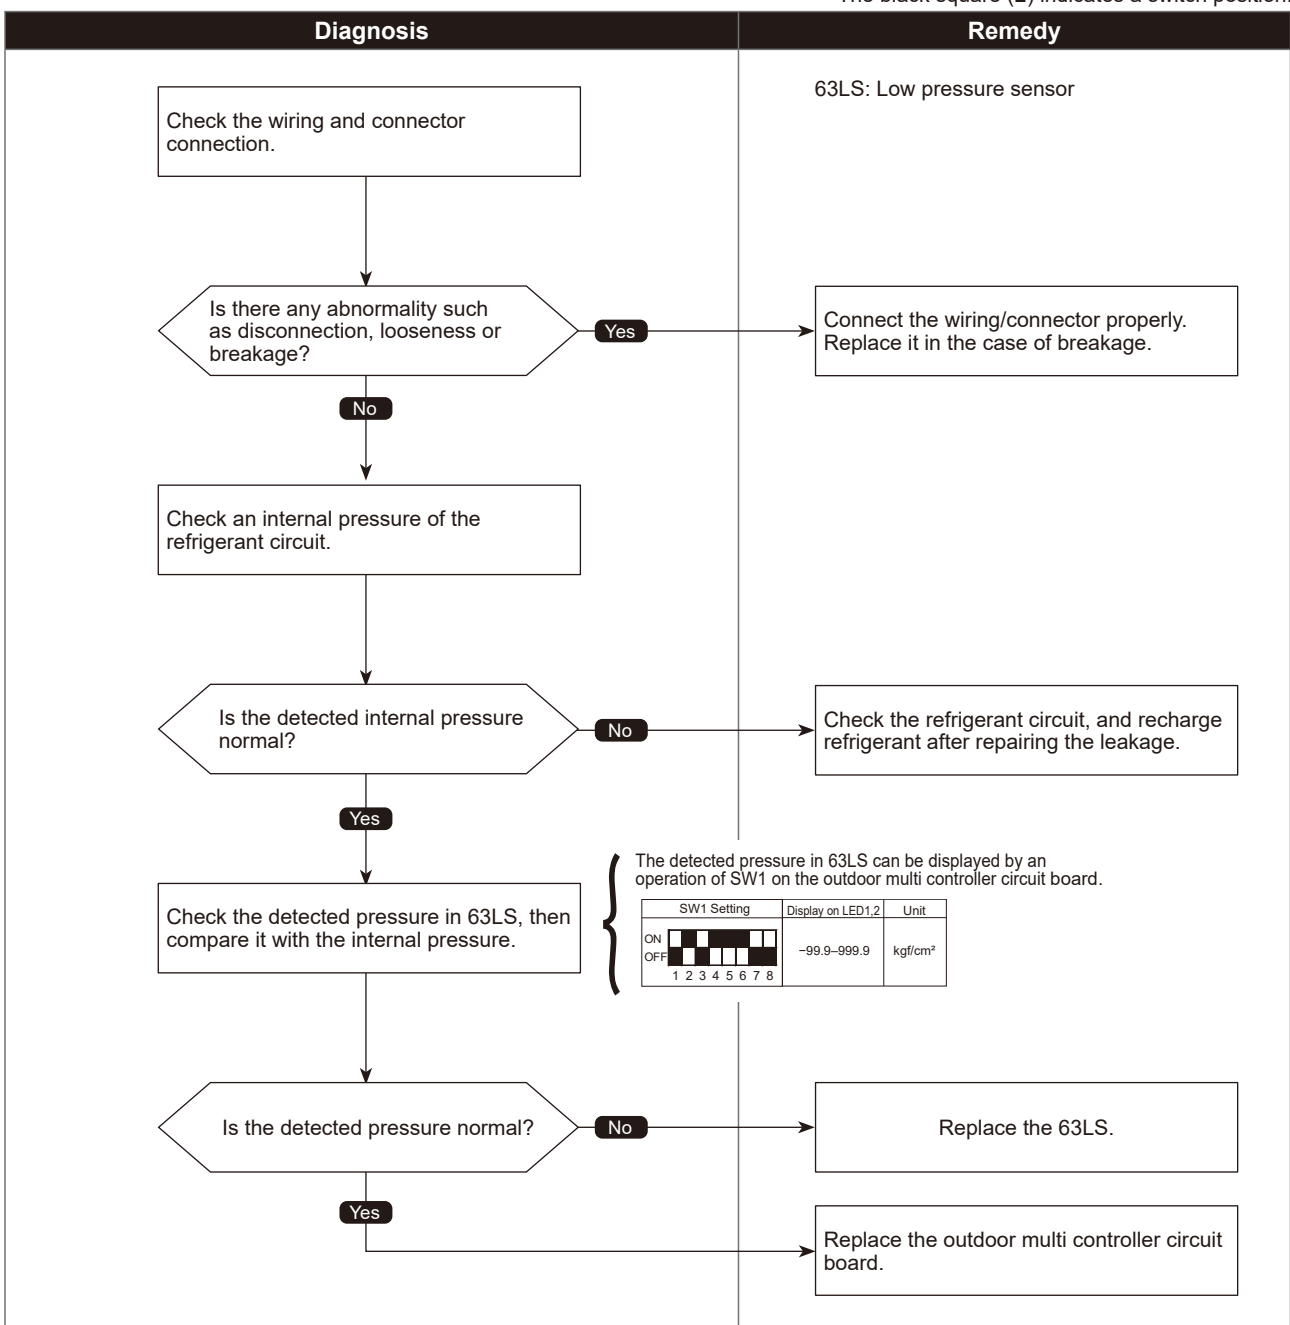 The black square (■) indicates a switch position.
Diagnosis
Remedy
63LS: Low pressure sensor
Check the wiring and connector
connection.
Is there any abnormality such
as disconnection, looseness or
breakage?
Yes
Connect the wiring/connector properly.
Replace it in the case of breakage.
No
Check an internal pressure of the
refrigerant circuit.
Is the detected internal pressure
normal?
No
Check the refrigerant circuit, and recharge
refrigerant after repairing the leakage.
Yes
The detected pressure in 63LS can be displayed by an
operation of SW1 on the outdoor multi controller circuit board.
Check the detected pressure in 63LS, then
compare it with the internal pressure.
SW1 Setting
Display on LED1,2
Unit
ON
OFF
1 2 3 4 5 6 7 8
−99.9–999.9
kgf/cm²
Is the detected pressure normal?
No
Replace the 63LS.
Yes
Replace the outdoor multi controller circuit
board.